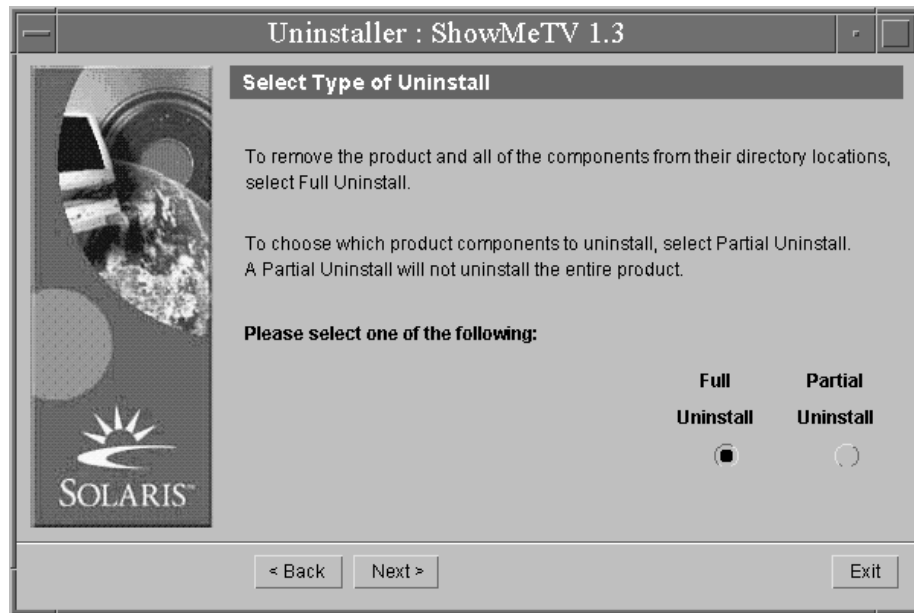 Uninstaller : ShowMeTV 1.3
Select Type of Uninstall
To remove the product and all of the components from their directory locations,
select Full Uninstall.
To choose which product components to uninstall, select Partial Uninstall.
A Partial Uninstall will not uninstall the entire product.
Please select one of the following:
Full Partial
Uninstall Uninstall
SOLARIS™
< Back Next > Exit